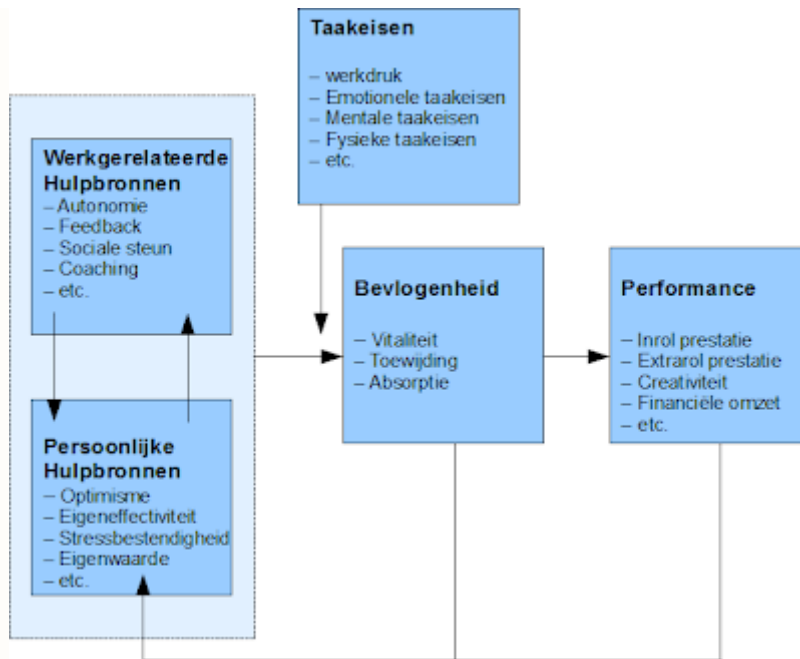 Taakeisen
– werkdruk
– Emotionele taakeisen
– Mentale taakeisen
– Fysieke taakeisen
– etc.
Werkgerelateerde
Hulpbronnen
– Autonomie
– Feedback
– Sociale steun
– Coaching
– etc.
Bevlogenheid
– Vitaliteit
– Toewijding
– Absorptie
Performance
– Inrol prestatie
– Extrarol prestatie
– Creativiteit
– Financiële omzet
– etc.
Persoonlijke
Hulpbronnen
– Optimisme
– Eigeneffectiviteit
– Stressbestendigheid
– Eigenwaarde
– etc.